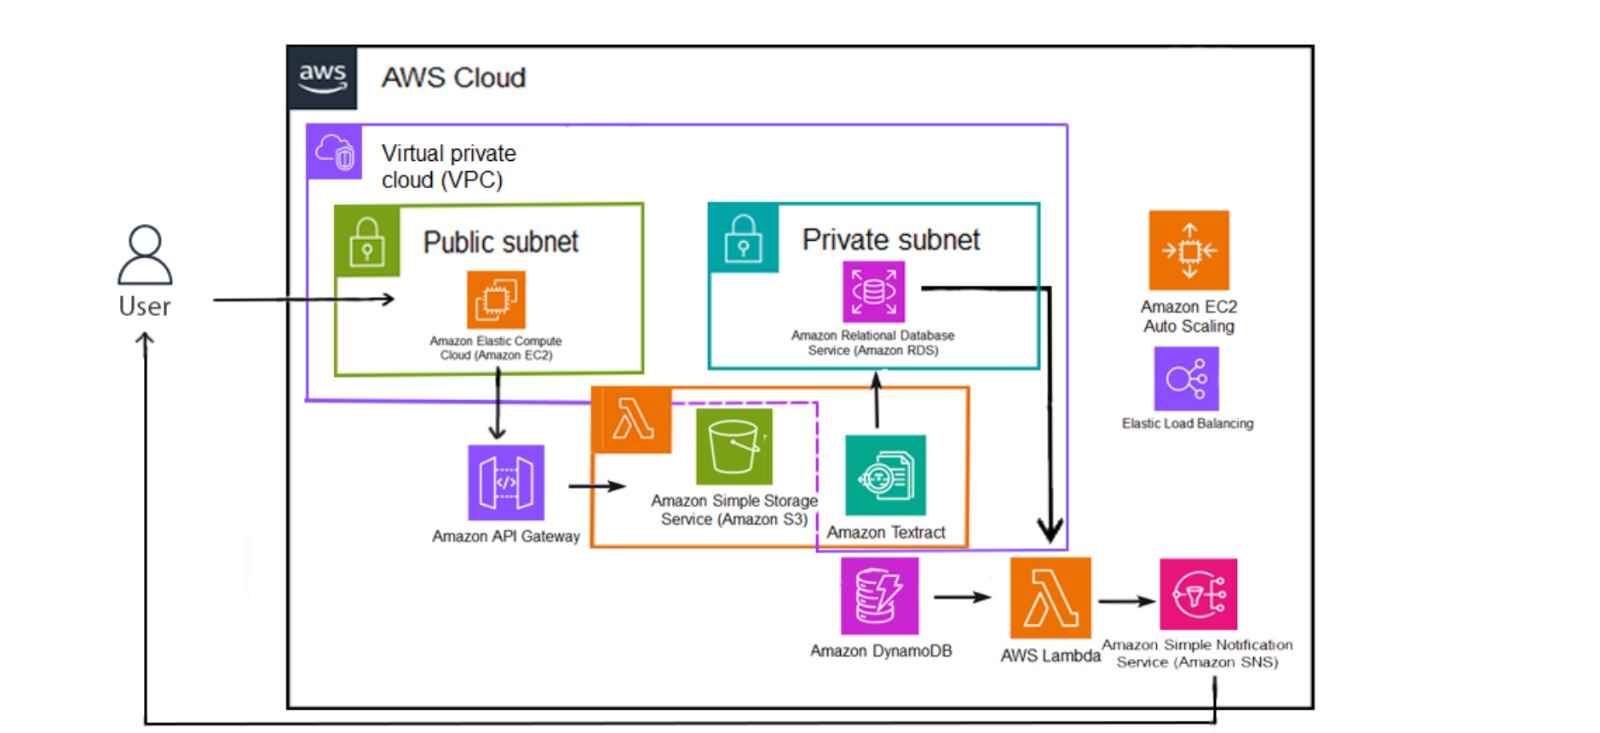 aws
AWS Cloud
Virtual private
cloud (VPC)
Public subnet
Private subnet
User
Amazon Elastic Compute
Cloud (Amazon EC2)
Amazon Relational Database
Service (Amazon RDS)
Amazon EC2
Auto Scaling
Elastic Load Balancing
Amazon API Gateway
Amazon Simple Storage
Service (Amazon S3)
Amazon Textract
Amazon DynamoDB
AWS Lambda
Amazon Simple Notification
Service (Amazon SNS)